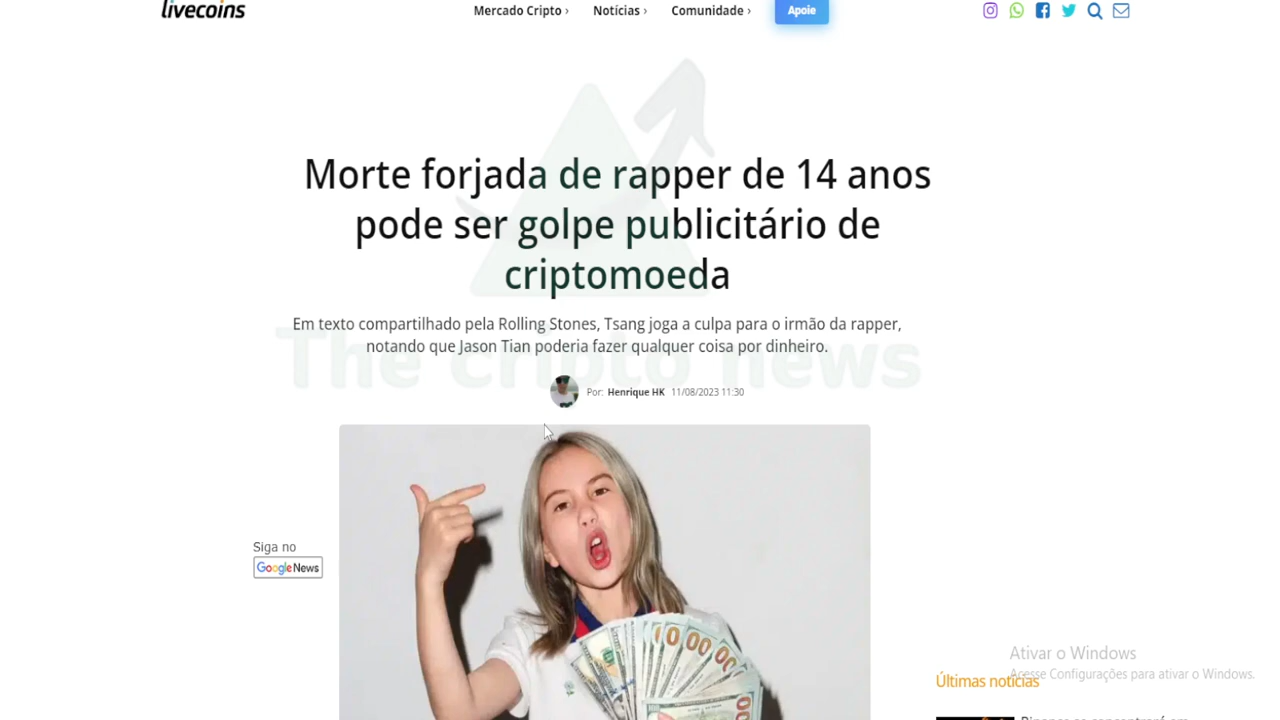 livecoins
Mercado Cripto ›
Notícias ›
Comunidade ›
Apoie
Morte forjada de rapper de 14 anos
pode ser golpe publicitário de
criptomoeda
Em texto compartilhado pela Rolling Stones, Tsang joga a culpa para o irmão da rapper,
notando que Jason Tian poderia fazer qualquer coisa por dinheiro.
The cripto news
Por: Henrique HK 11/08/2023 11:30
Siga no
Google News
Ativar o Windows
Acesse Configurações para ativar o Windows.
Últimas notícias